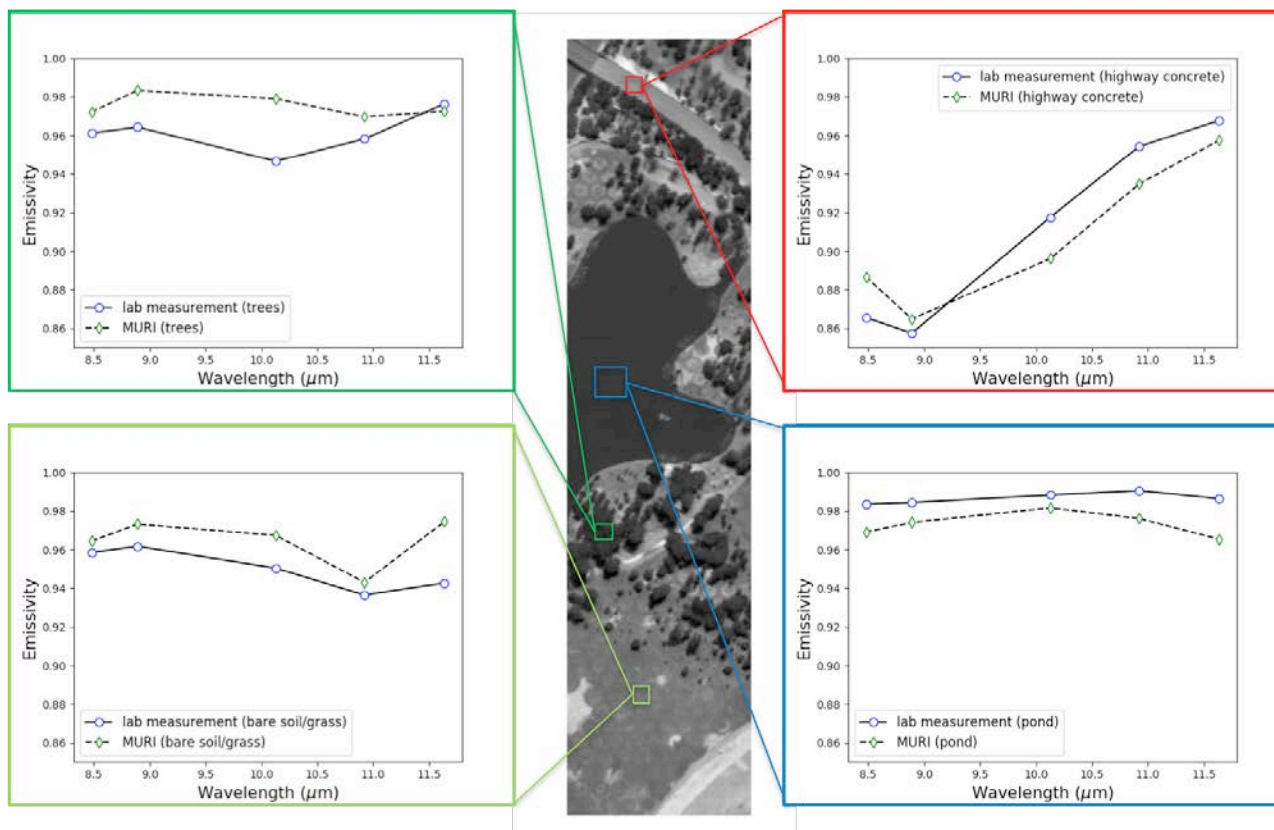 1.00
0.98
0.96
0.94
0.92
0.90
0.88
0.86
Emissivity
lab measurement (trees)
MURI (trees)
8.5 9.0 9.5 10.0 10.5 11.0 11.5
Wavelength (μm)
1.00
0.98
0.96
0.94
0.92
0.90
0.88
0.86
Emissivity
lab measurement (highway concrete)
MURI (highway concrete)
8.5 9.0 9.5 10.0 10.5 11.0 11.5
Wavelength (μm)
1.00
0.98
0.96
0.94
0.92
0.90
0.88
0.86
Emissivity
lab measurement (bare soil/grass)
MURI (bare soil/grass)
8.5 9.0 9.5 10.0 10.5 11.0 11.5
Wavelength (μm)
1.00
0.98
0.96
0.94
0.92
0.90
0.88
0.86
Emissivity
lab measurement (pond)
MURI (pond)
8.5 9.0 9.5 10.0 10.5 11.0 11.5
Wavelength (μm)